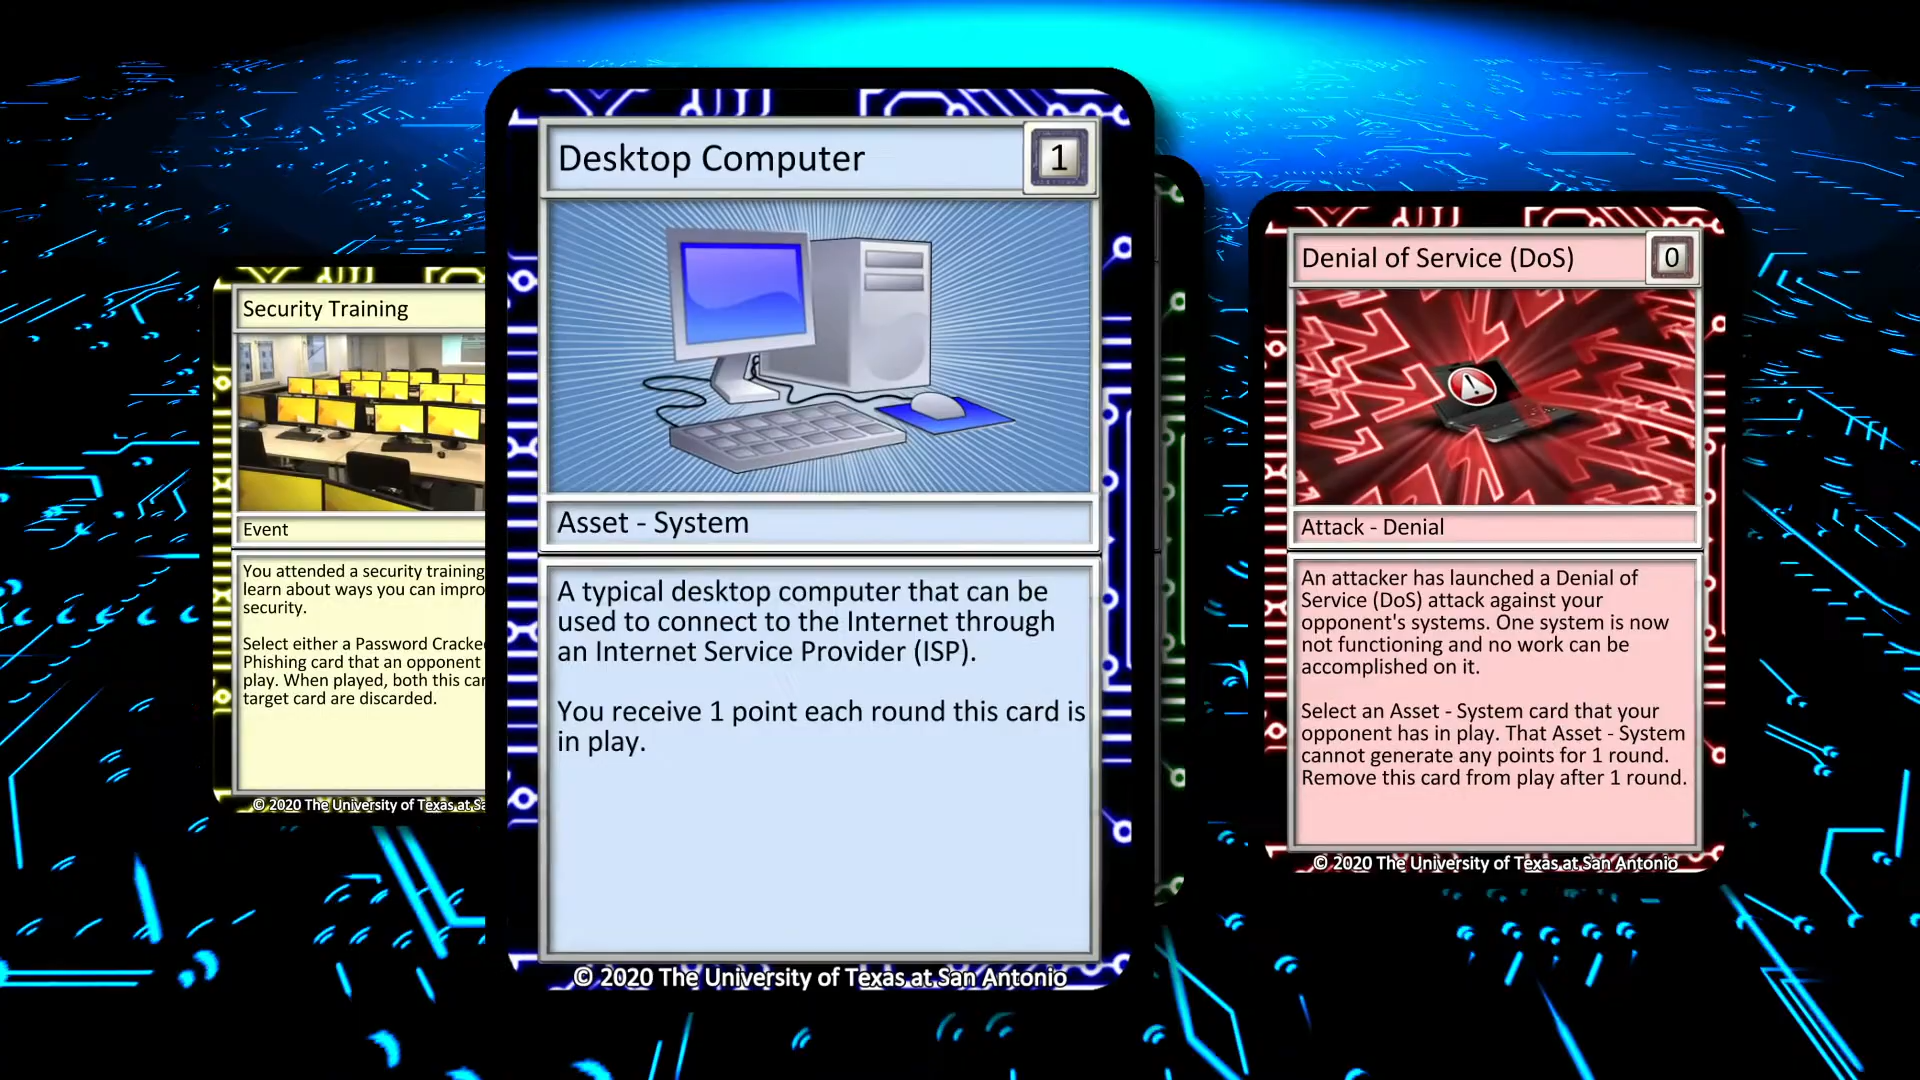 Security Training
Event
You attended a security training
learn about ways you can
security.
Select either a Password
Phishing card that an opponent
play. When played, both this
target card are discarded.
© 2020 The University of Texas at
Desktop Computer
1
Asset - System
A typical desktop computer that can be
used to connect to the Internet through
an Internet Service Provider (ISP).
You receive 1 point each round this card is
in play.
© 2020 The University of Texas at San Antonio
Denial of Service (DoS)
0
Attack - Denial
An attacker has launched a Denial of
Service (DoS) attack against your
opponent's systems. One system is now
not functioning and no work can be
accomplished on it.
Select an Asset - System card that your
opponent has in play. That Asset - System
cannot generate any points for 1 round.
Remove this card from play after 1 round.
© 2020 The University of Texas at San Antonio